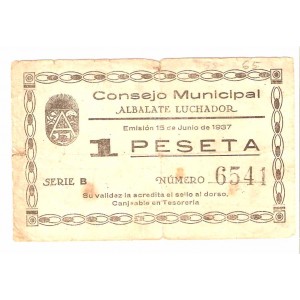 65
Consejo Municipal
ALBALATE LUCHADOR
Emisión 15 de Junio de 1937
A
1 PESETA
SERIE B NÚMERO 6541
Su validez la acredita el sello al dorso,
Canjeable en Tesorería